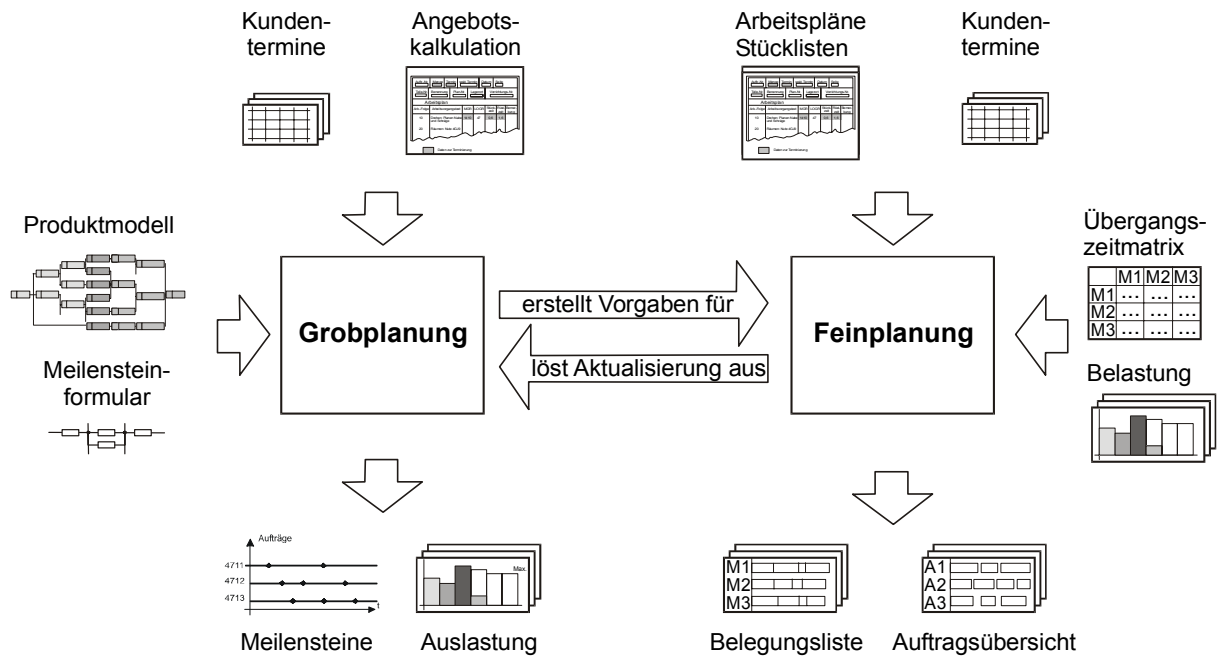 Kunden-
termine
Angebots-
kalkulation
Arbeitspläne
Stücklisten
Kunden-
termine
Arbeitsplan
Arbeitsplan
Produktmodell
Übergangs-
zeitmatrix
M1 M2 M3
M1 ... ... ...
M2 ... ... ...
M3 ... ... ...
Grobplanung
erstellt Vorgaben für
löst Aktualisierung aus
Feinplanung
Meilenstein-
formular
Belastung
Aufträge
4711
4712
4713
t
Max.
M1
M2
M3
A1
A2
A3
Meilensteine
Auslastung
Belegungsliste
Auftragsübersicht